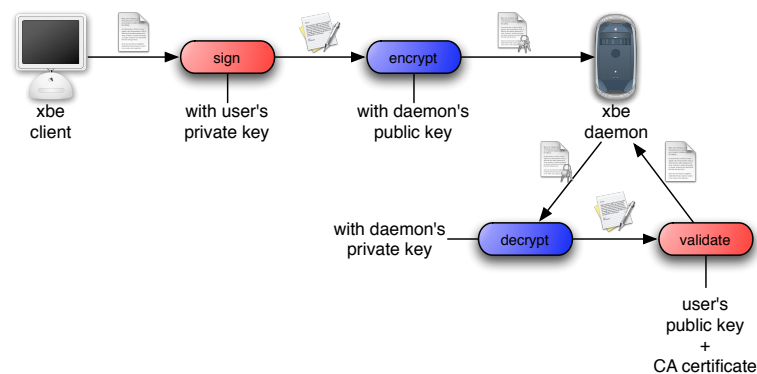 sign
encrypt
xbe
client
with user's
private key
with daemon's
public key
xbe
daemon
with daemon's
private key
decrypt
validate
user's
public key
+
CA certificate